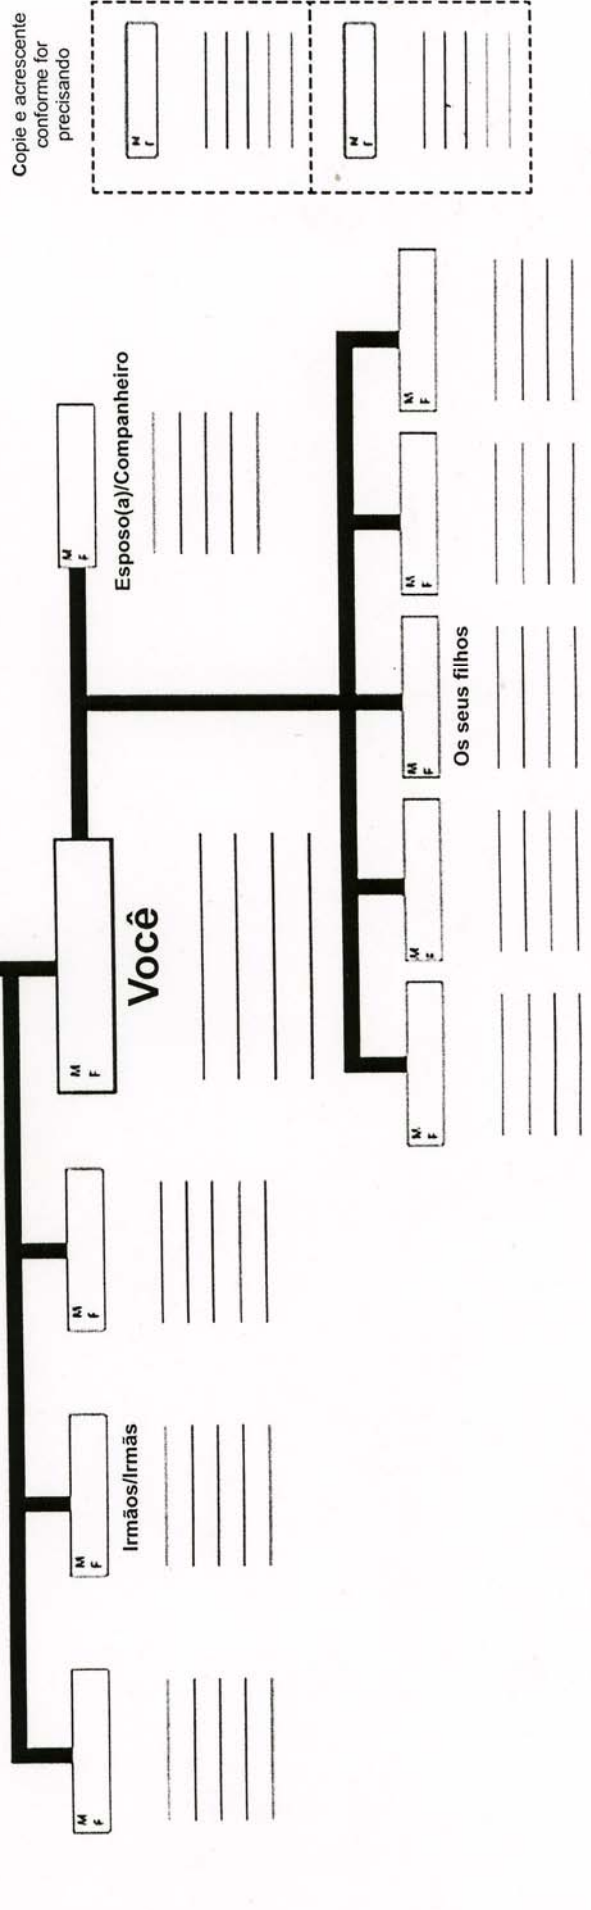 Copie e acrescente
conforme for
precisando
M
F
M
F
M
F
Esposo(a)/Companheiro
M
F
Você
M
F
M
F
Irmãos/Irmãs
M
F
M
F
M
F
M
F
Os seus filhos
M
F
M
F